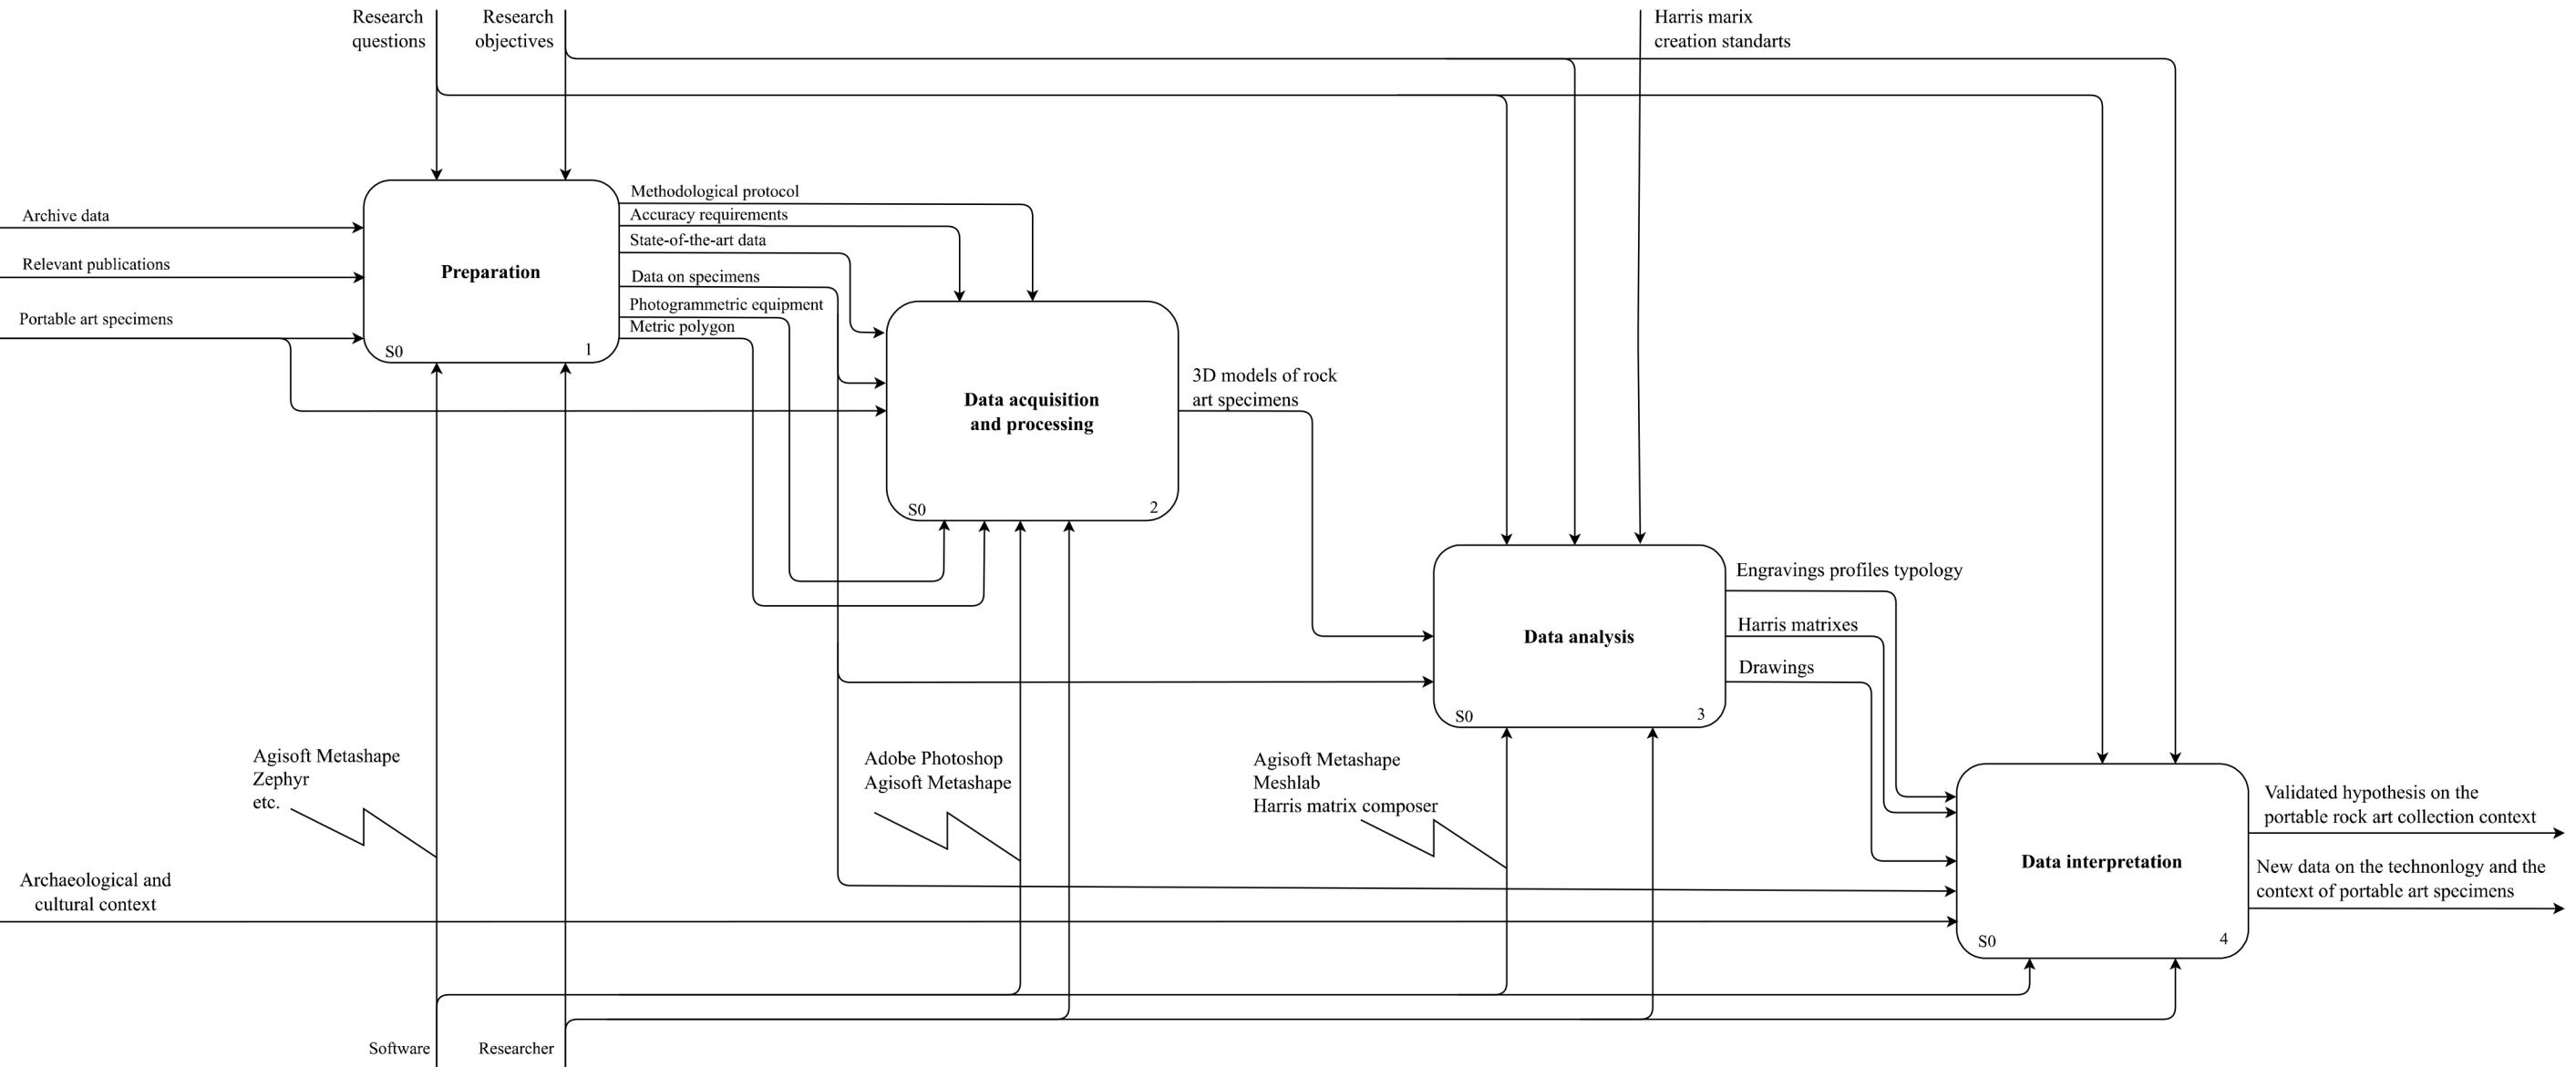 Research
questions
Research
objectives
Harris marix
creation standarts
Archive data
Relevant publications
Portable art specimens
Preparation
S0
1
Methodological protocol
Accuracy requirements
State-of-the-art data
Data on specimens
Photogrammetric equipment
Metric polygon
Data acquisition
and processing
S0
2
3D models of rock
art specimens
Data analysis
S0
3
Engravings profiles typology
Harris matrixes
Drawings
Agisoft Metashape
Zephyr
etc.
Adobe Photoshop
Agisoft Metashape
Agisoft Metashape
Meshlab
Harris matrix composer
Data interpretation
S0
4
Validated hypothesis on the
portable rock art collection context
New data on the technonlogy and the
context of portable art specimens
Archaeological and
cultural context
Software
Researcher